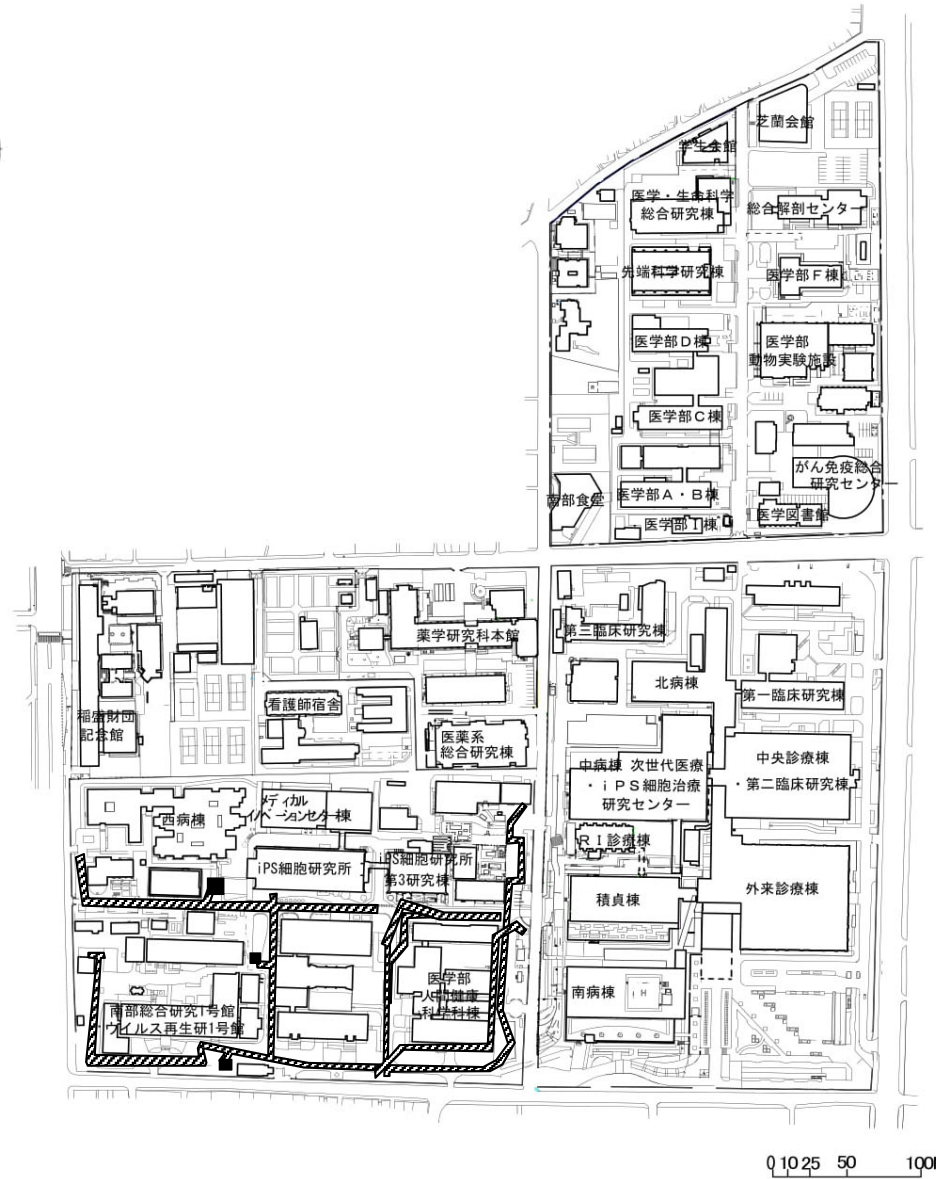 芝蘭会館
学生会館
医学・生命科学
総合研究棟
総合解剖センター
先端科学研究棟
医学部F棟
医学部D棟
医学部
動物実験施設
医学部C棟
がん免疫総合
研究センター
南部食堂
医学部A・B棟
医学図書館
医学部I棟
薬学研究科本館
第三臨床研究棟
北病棟
第一臨床研究棟
看護師宿舎
稲盛財団
記念館
医薬系
総合研究棟
中病棟 次世代医療
・iPS細胞治療
研究センター
中央診療棟
・第二臨床研究棟
西病棟
メディカル
イノベーションセンター棟
RI診療棟
iPS細胞研究所
iPS細胞研究所
第3研究棟
積貞棟
外来診療棟
医学部
人間健康
科学科棟
南病棟
H
南部総合研究1号館
ウイルス再生研1号館
0 10 25 50 100